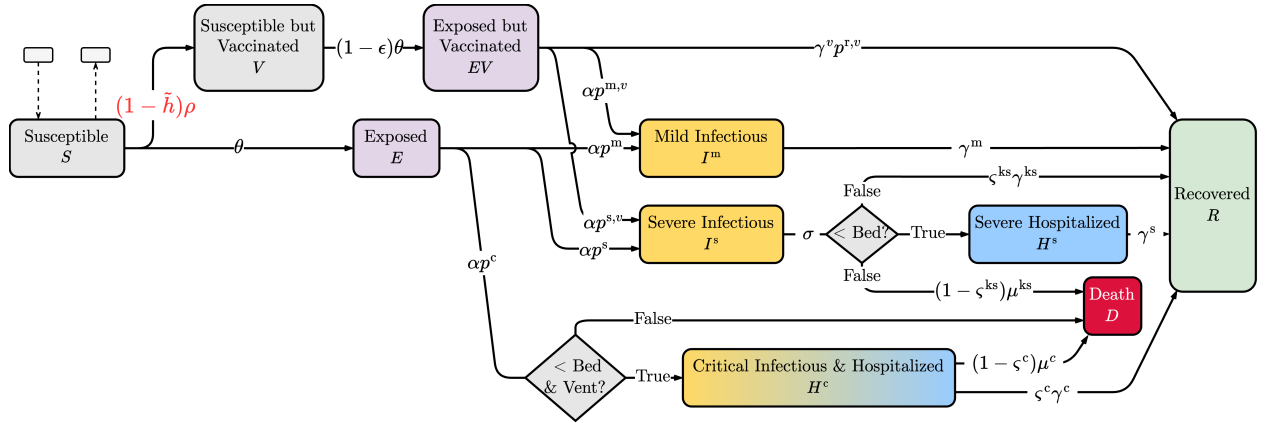 Susceptible but
Vaccinated
V
(1 − ϵ)θ
Exposed but
Vaccinated
EV
γ^v p^{r,v}
αp^{m,v}
(1 − h̃)ρ
Susceptible
S
θ
Exposed
E
αp^m
Mild Infectious
I^m
γ^m
ς^{ks}γ^{ks}
False
Recovered
R
αp^{s,v}
αp^s
Severe Infectious
I^s
σ
< Bed?
True
Severe Hospitalized
H^s
γ^s
αp^c
False
(1 − ς^{ks})μ^{ks}
Death
D
False
< Bed
& Vent?
True
Critical Infectious & Hospitalized
H^c
(1 − ς^c)μ^c
ς^cγ^c